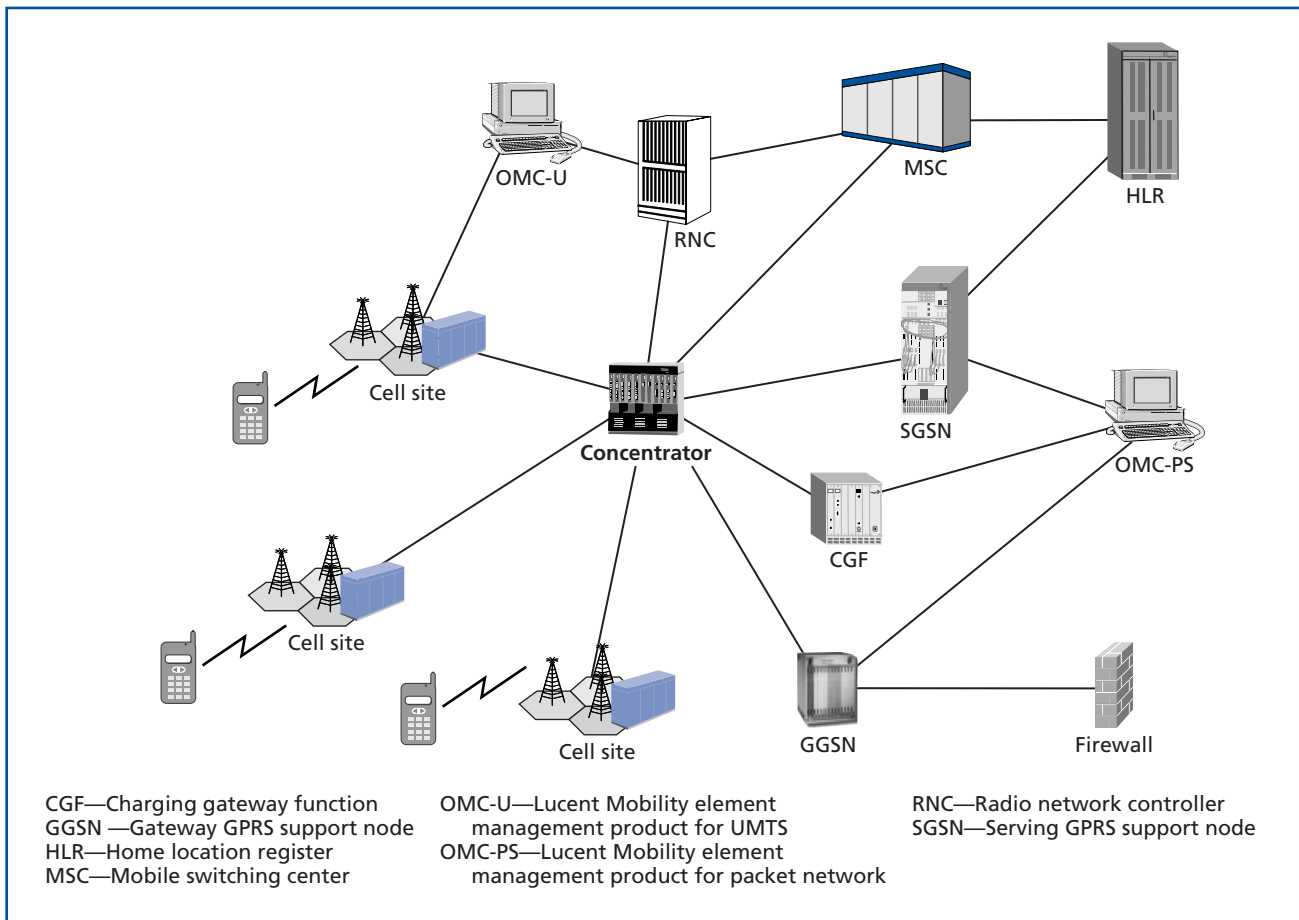 OMC-U
RNC
MSC
HLR
Cell site
SGSN
Concentrator
OMC-PS
CGF
Cell site
Cell site
GGSN
Firewall
CGF—Charging gateway function
GGSN —Gateway GPRS support node
HLR—Home location register
MSC—Mobile switching center
OMC-U—Lucent Mobility element
management product for UMTS
OMC-PS—Lucent Mobility element
management product for packet network
RNC—Radio network controller
SGSN—Serving GPRS support node